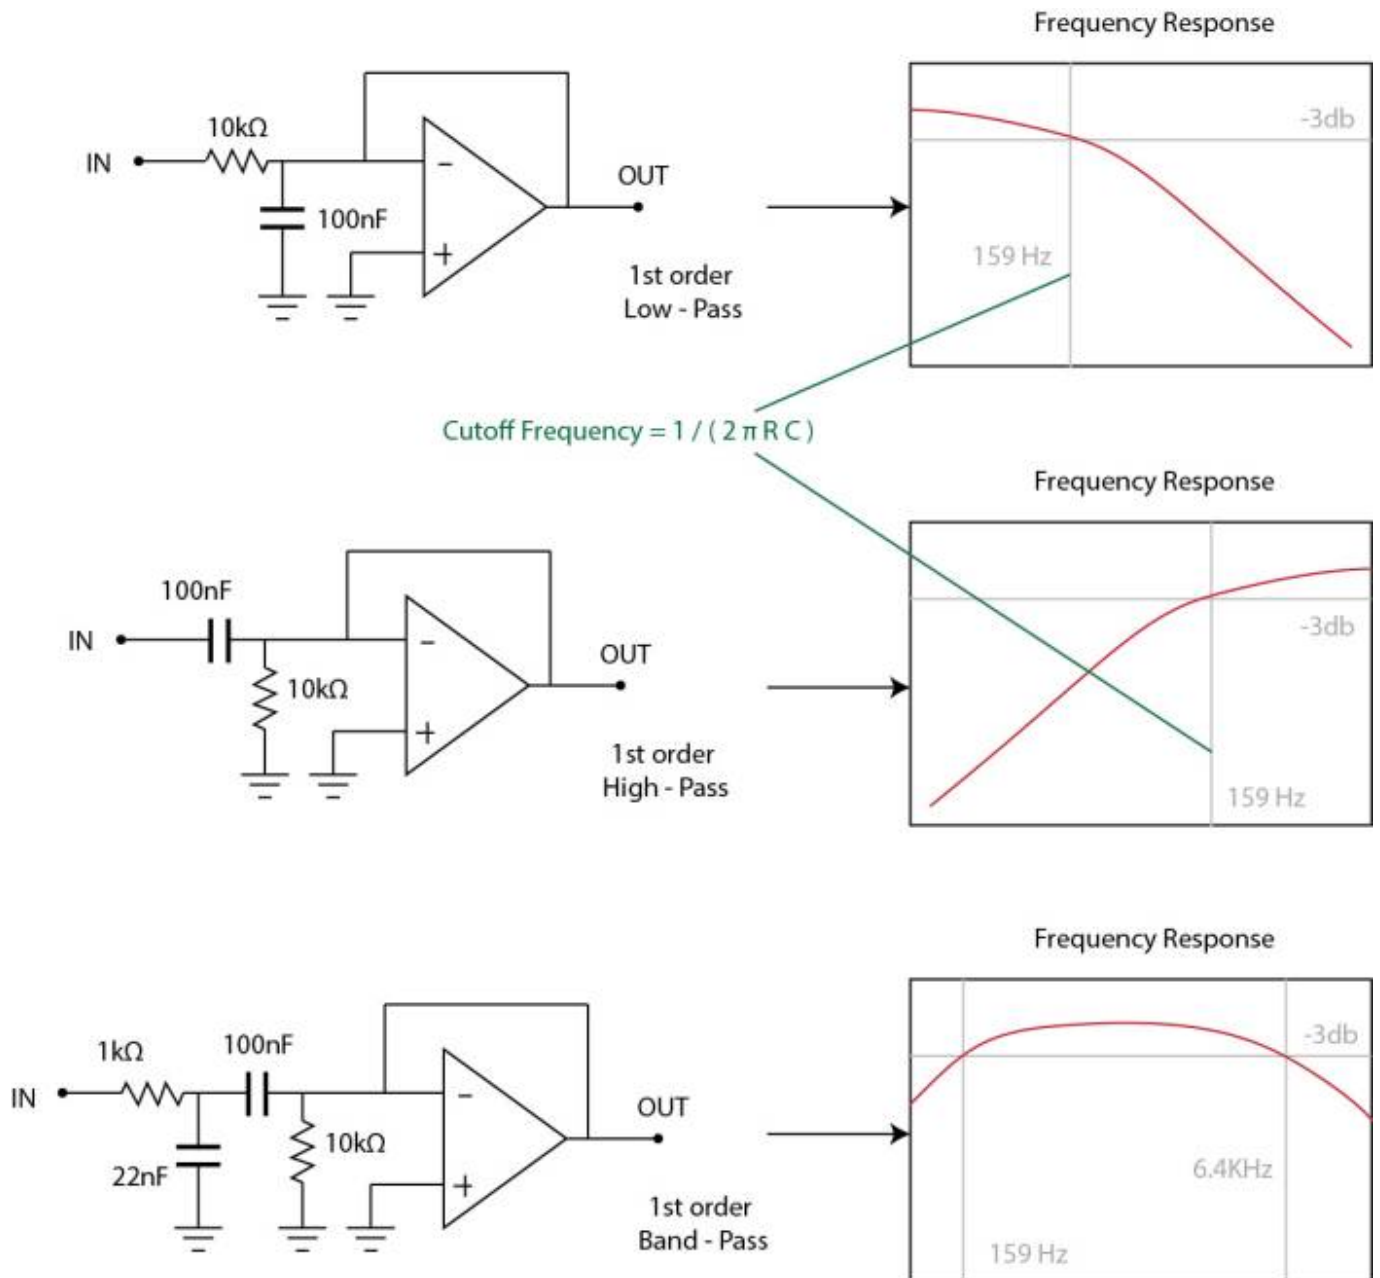 Frequency Response
10kΩ
IN
−
100nF
+
OUT
1st order
Low - Pass
-3db
159 Hz
Cutoff Frequency = 1 / ( 2 π R C )
Frequency Response
100nF
IN
−
10kΩ
+
OUT
1st order
High - Pass
-3db
159 Hz
Frequency Response
1kΩ
100nF
IN
−
22nF
10kΩ
+
OUT
1st order
Band - Pass
-3db
6.4KHz
159 Hz